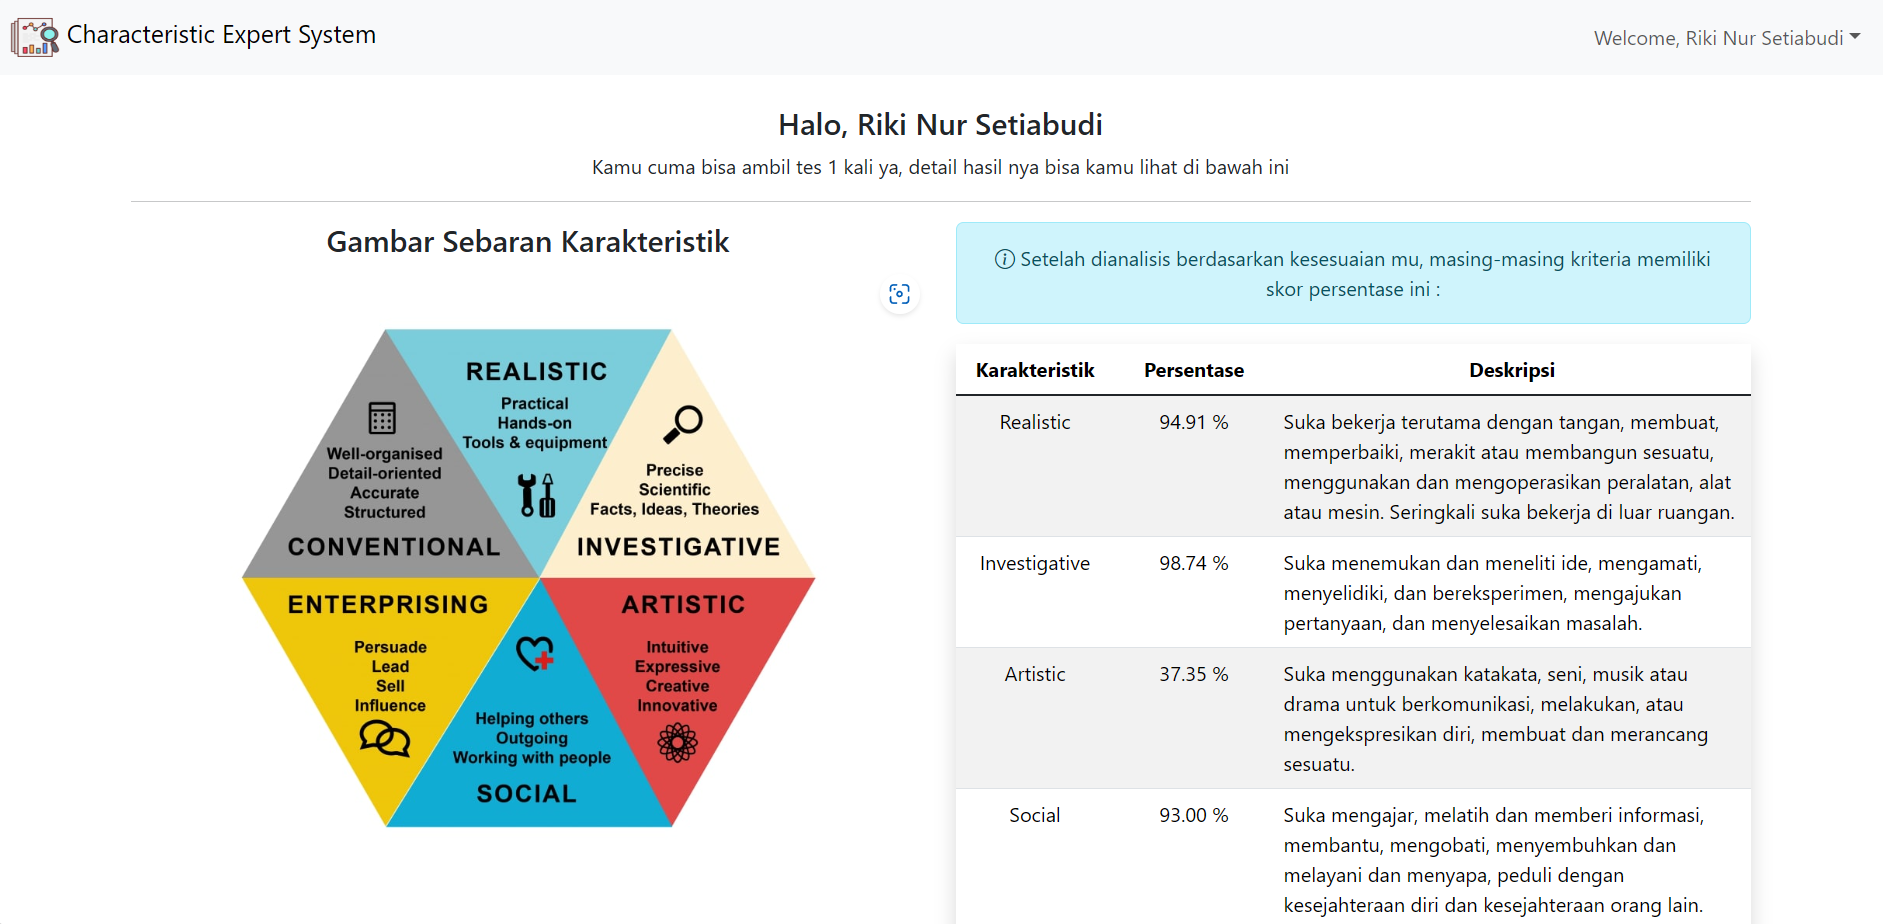 Characteristic Expert System
Welcome, Riki Nur Setiabudi
Halo, Riki Nur Setiabudi
Kamu cuma bisa ambil tes 1 kali ya, detail hasil nya bisa kamu lihat di bawah ini
Gambar Sebaran Karakteristik
REALISTIC
Practical
Hands-on
Tools & equipment
Well-organised
Detail-oriented
Accurate
Structured
CONVENTIONAL
Precise
Scientific
Facts, Ideas, Theories
INVESTIGATIVE
ENTERPRISING
Persuade
Lead
Sell
Influence
Helping others
Outgoing
Working with people
SOCIAL
ARTISTIC
Intuitive
Expressive
Creative
Innovative
Setelah dianalisis berdasarkan kesesuaian mu, masing-masing kriteria memiliki
skor persentase ini :
Karakteristik Persentase Deskripsi
Realistic 94.91 % Suka bekerja terutama dengan tangan, membuat,
memperbaiki, merakit atau membangun sesuatu,
menggunakan dan mengoperasikan peralatan, alat
atau mesin. Seringkali suka bekerja di luar ruangan.
Investigative 98.74 % Suka menemukan dan meneliti ide, mengamati,
menyelidiki, dan bereksperimen, mengajukan
pertanyaan, dan menyelesaikan masalah.
Artistic 37.35 % Suka menggunakan katakata, seni, musik atau
drama untuk berkomunikasi, melakukan, atau
mengekspresikan diri, membuat dan merancang
sesuatu.
Social 93.00 % Suka mengajar, melatih dan memberi informasi,
membantu, mengobati, menyembuhkan dan
melayani dan menyapa, peduli dengan
kesejahteraan diri dan kesejahteraan orang lain.